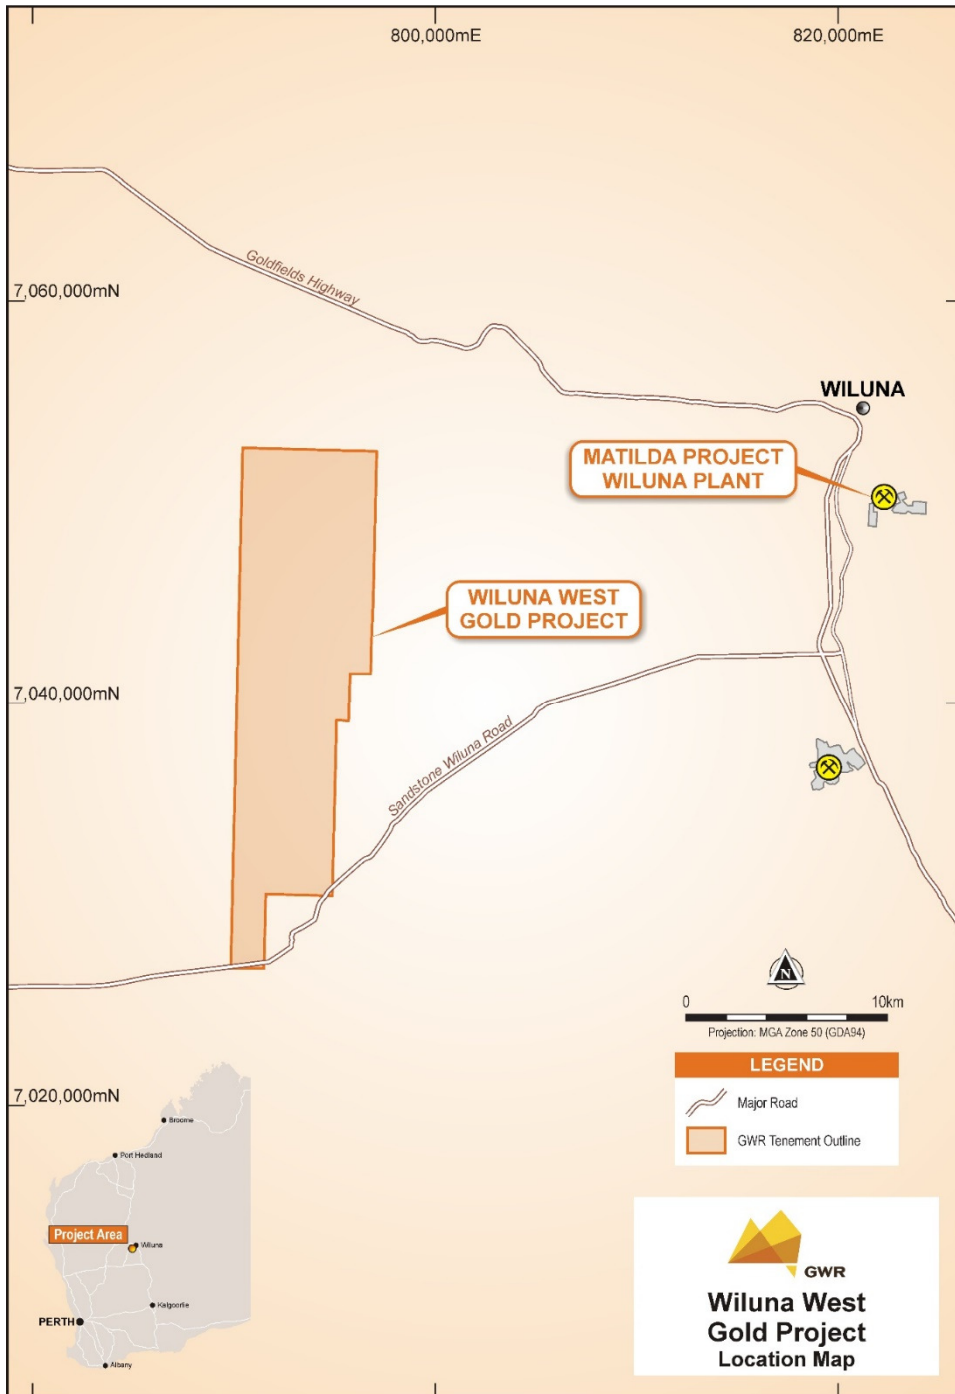 800,000mE
820,000mE
Goldfields Highway
7,060,000mN
WILUNA
MATILDA PROJECT
WILUNA PLANT
WILUNA WEST
GOLD PROJECT
7,040,000mN
Sandstone Wiluna Road
N
0
10km
Projection: MGA Zone 50 (GDA94)
LEGEND
Major Road
GWR Tenement Outline
7,020,000mN
Broome
Port Hedland
Project Area
Wiluna
Kalgoorlie
PERTH
Albany
GWR
Wiluna West
Gold Project
Location Map